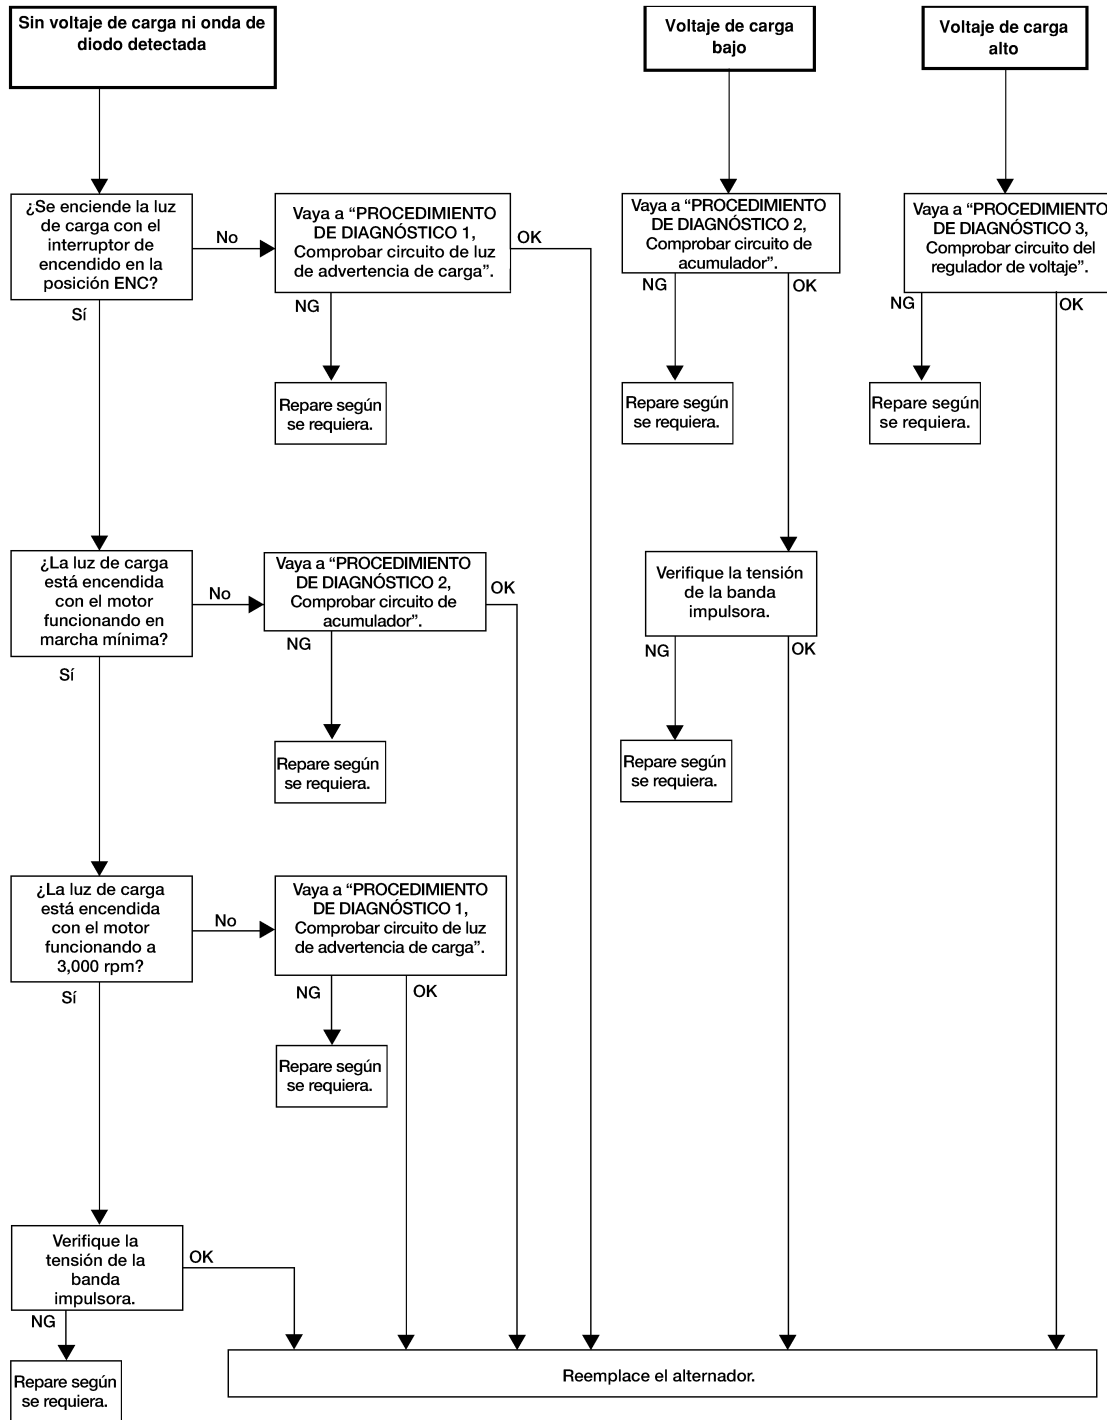 Sin voltaje de carga ni onda de
diodo detectada
Voltaje de carga
bajo
Voltaje de carga
alto
¿Se enciende la luz
de carga con el
interruptor de
encendido en la
posición ENC?
No
Vaya a “PROCEDIMIENTO
DE DIAGNÓSTICO 1,
Comprobar circuito de luz
de advertencia de carga”.
OK
Vaya a “PROCEDIMIENTO
DE DIAGNÓSTICO 2,
Comprobar circuito de
acumulador”.
Vaya a “PROCEDIMIENTO
DE DIAGNÓSTICO 3,
Comprobar circuito del
regulador de voltaje”.
Sí
NG
NG
OK
NG
OK
Repare según
se requiera.
Repare según
se requiera.
Repare según
se requiera.
¿La luz de carga
está encendida
con el motor
funcionando en
marcha mínima?
No
Vaya a “PROCEDIMIENTO
DE DIAGNÓSTICO 2,
Comprobar circuito de
acumulador”.
OK
Verifique la tensión
de la banda
impulsora.
Sí
NG
NG
OK
Repare según
se requiera.
Repare según
se requiera.
¿La luz de carga
está encendida
con el motor
funcionando a
3,000 rpm?
No
Vaya a “PROCEDIMIENTO
DE DIAGNÓSTICO 1,
Comprobar circuito de luz
de advertencia de carga”.
Sí
NG
OK
Repare según
se requiera.
Verifique la
tensión de la
banda
impulsora.
OK
NG
Repare según
se requiera.
Reemplace el alternador.